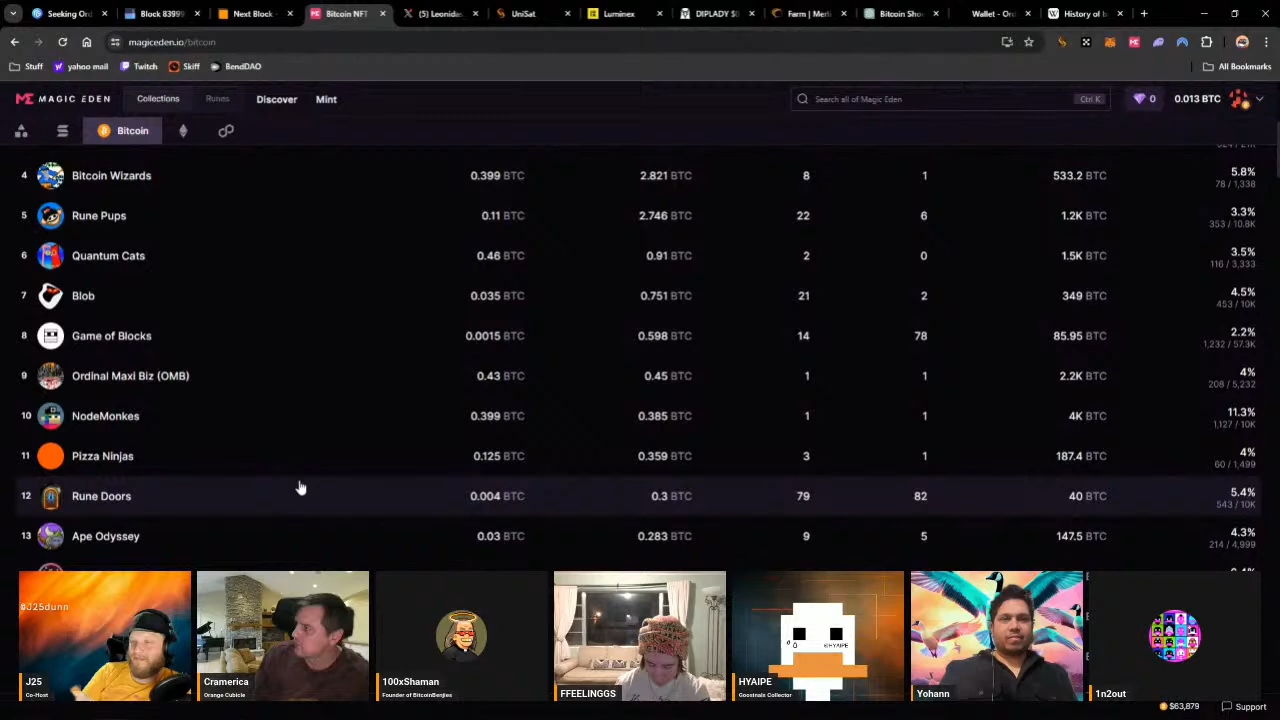 Seeking Ord
Block 83999
Next Block
Bitcoin NFT
(5) Leonidas
UniSat
Luminex
DIPLADY $
Farm | Merl
Bitcoin Sho
Wallet - Or
History of b
magiceden.io/bitcoin
Stuff
yahoo mail
Twitch
Skiff
BendDAO
All Bookmarks
MAGIC EDEN
Collections
Runes
Discover
Mint
Search all of Magic Eden
Ctrl K
0
0.013 BTC
Bitcoin
4 Bitcoin Wizards 0.399 BTC 2.821 BTC 8 1 533.2 BTC 5.8%
78 / 1,338
5 Rune Pups 0.11 BTC 2.746 BTC 22 6 1.2K BTC 3.3%
353 / 10.8K
6 Quantum Cats 0.46 BTC 0.91 BTC 2 0 1.5K BTC 3.5%
116 / 3,333
7 Blob 0.035 BTC 0.751 BTC 21 2 349 BTC 4.5%
453 / 10K
8 Game of Blocks 0.0015 BTC 0.598 BTC 14 78 85.95 BTC 2.2%
1,232 / 57.3K
9 Ordinal Maxi Biz (OMB) 0.43 BTC 0.45 BTC 1 1 2.2K BTC 4%
208 / 5,232
10 NodeMonkes 0.399 BTC 0.385 BTC 1 1 4K BTC 11.3%
1,127 / 10K
11 Pizza Ninjas 0.125 BTC 0.359 BTC 3 1 187.4 BTC 4%
60 / 1,499
12 Rune Doors 0.004 BTC 0.3 BTC 79 82 40 BTC 5.4%
543 / 10K
13 Ape Odyssey 0.03 BTC 0.283 BTC 9 5 147.5 BTC 4.3%
214 / 4,999
@J25dunn
J25
Co-Host
Cramerica
Orange Cubicle
100xShaman
Founder of BitcoinBenjies
FFEELINGGS
©HYAIPE
HYAIPE
Goosinals Collector
Yohann
1n2out
$63,879
Support